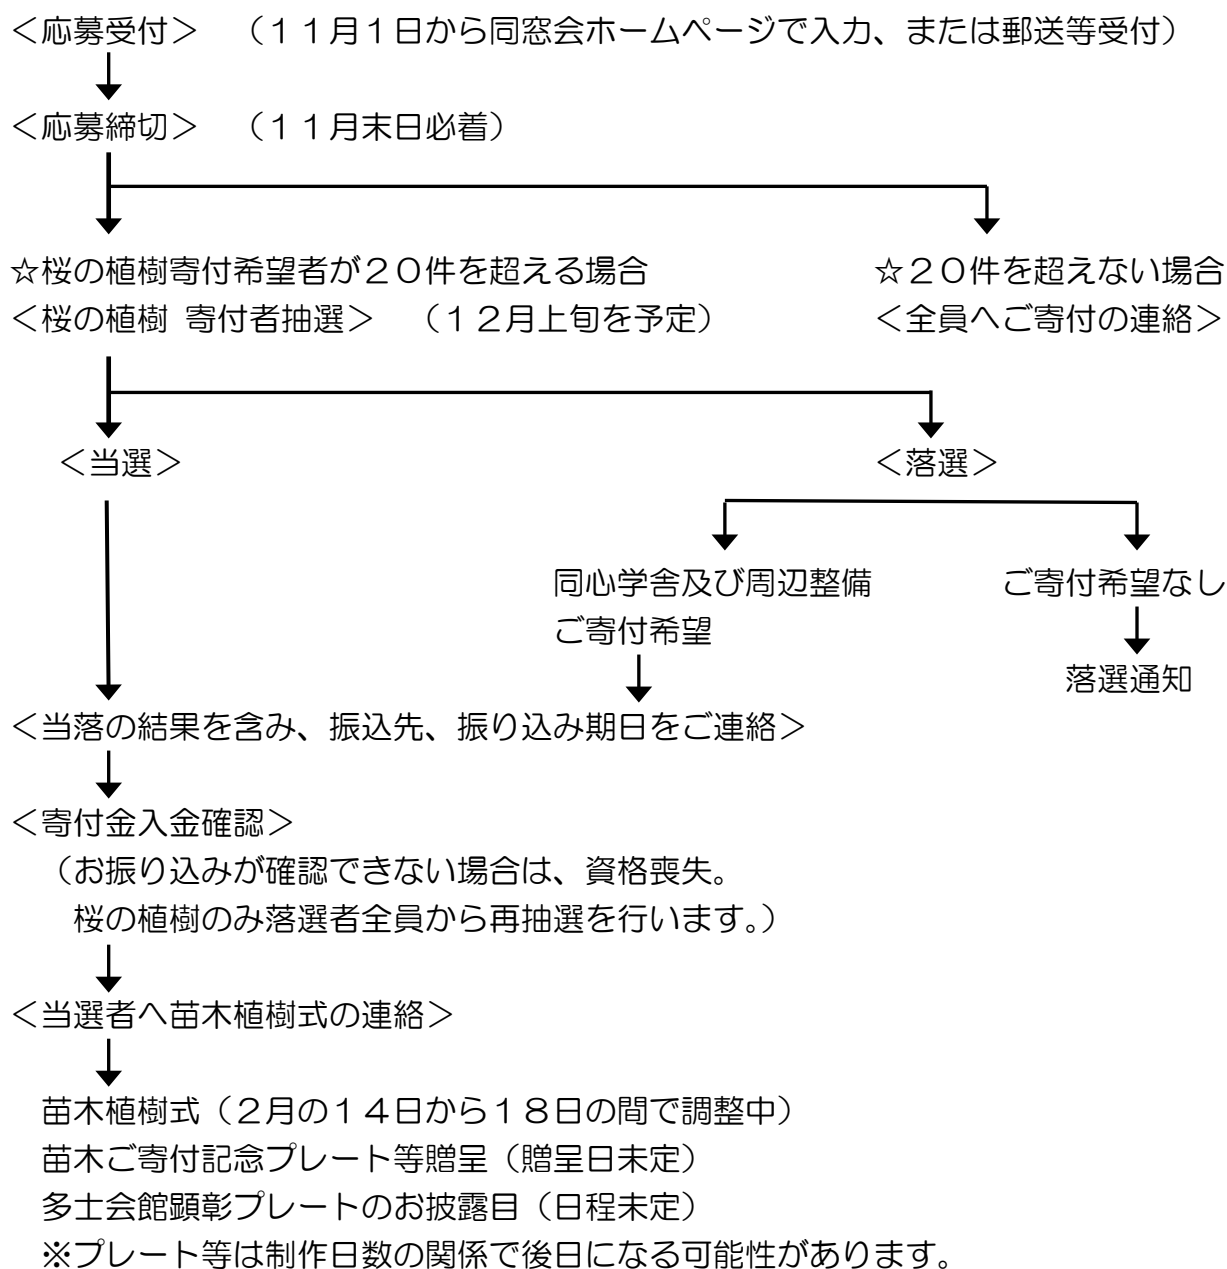 ＜応募受付＞　（１１月１日から同窓会ホームページで入力、または郵送等受付）
＜応募締切＞　（１１月末日必着）
☆桜の植樹寄付希望者が２０件を超える場合
☆２０件を超えない場合
＜桜の植樹 寄付者抽選＞　（１２月上旬を予定）
＜全員へご寄付の連絡＞
＜当選＞
＜落選＞
同心学舎及び周辺整備
ご寄付希望
ご寄付希望なし
落選通知
＜当落の結果を含み、振込先、振り込み期日をご連絡＞
＜寄付金入金確認＞
（お振り込みが確認できない場合は、資格喪失。
桜の植樹のみ落選者全員から再抽選を行います。）
＜当選者へ苗木植樹式の連絡＞
苗木植樹式（２月の１４日から１８日の間で調整中）
苗木ご寄付記念プレート等贈呈（贈呈日未定）
多士会館顕彰プレートのお披露目（日程未定）
※プレート等は制作日数の関係で後日になる可能性があります。